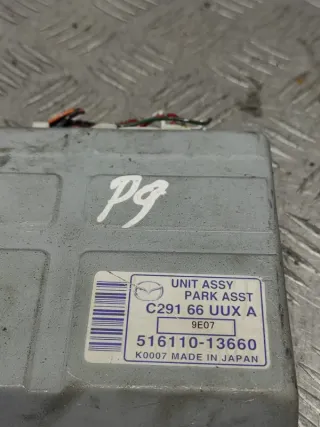 P9
UNIT ASSY
PARK ASST
C291 66 UUX A
9E07
516110-13660
K0007 MADE IN JAPAN